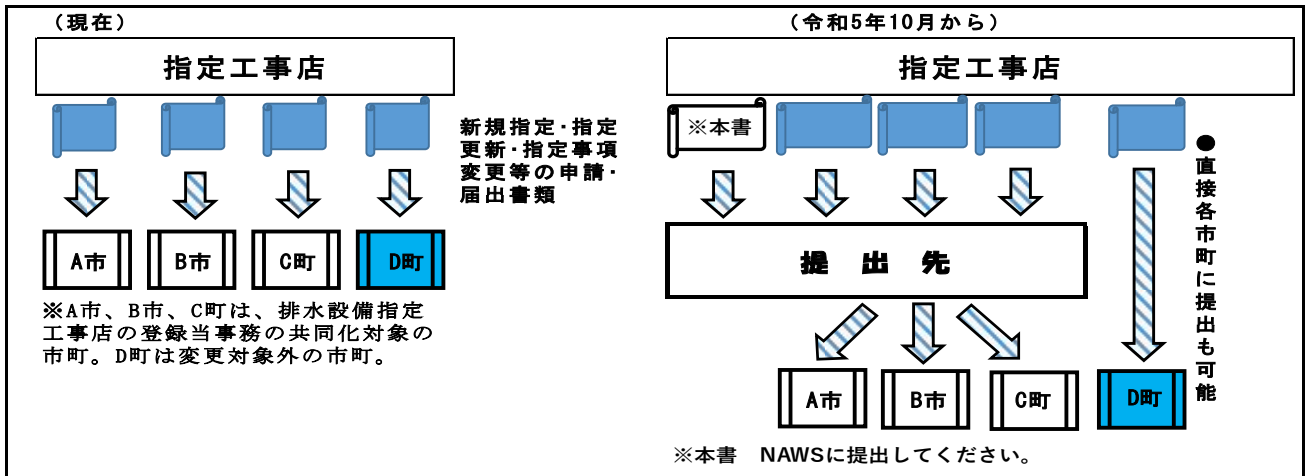 (現在)
指定工事店
新規指定・指定
更新・指定事項
変更等の申請・
届出書類
A市
B市
C町
D町
※A市、B市、C町は、排水設備指定
工事店の登録当事務の共同化対象の
市町。D町は変更対象外の市町。
(令和5年10月から)
指定工事店
※本書
●直接各市町に提出も可能
提出先
A市
B市
C町
D町
※本書 NAWSに提出してください。